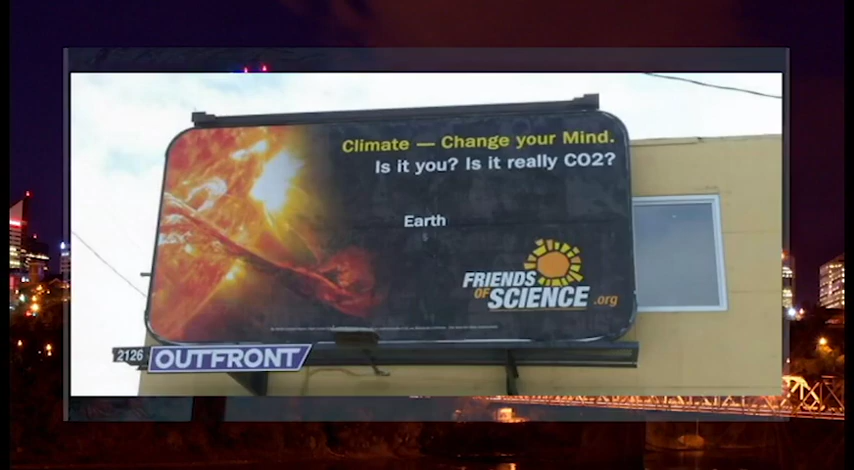 Climate — Change your Mind.
Is it you? Is it really CO2?
Earth
FRIENDS
OF SCIENCE .org
2126 OUTFRONT